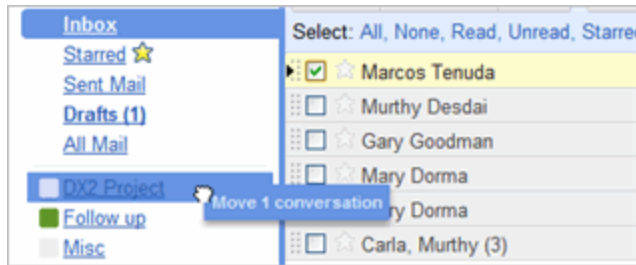 Inbox
Starred
Sent Mail
Drafts (1)
All Mail
DX2 Project
Follow up
Misc
Select: All, None, Read, Unread, Starred
Marcos Tenuda
Murthy Desdai
Gary Goodman
Mary Dorma
Move 1 conversation
ry Dorma
Carla, Murthy (3)